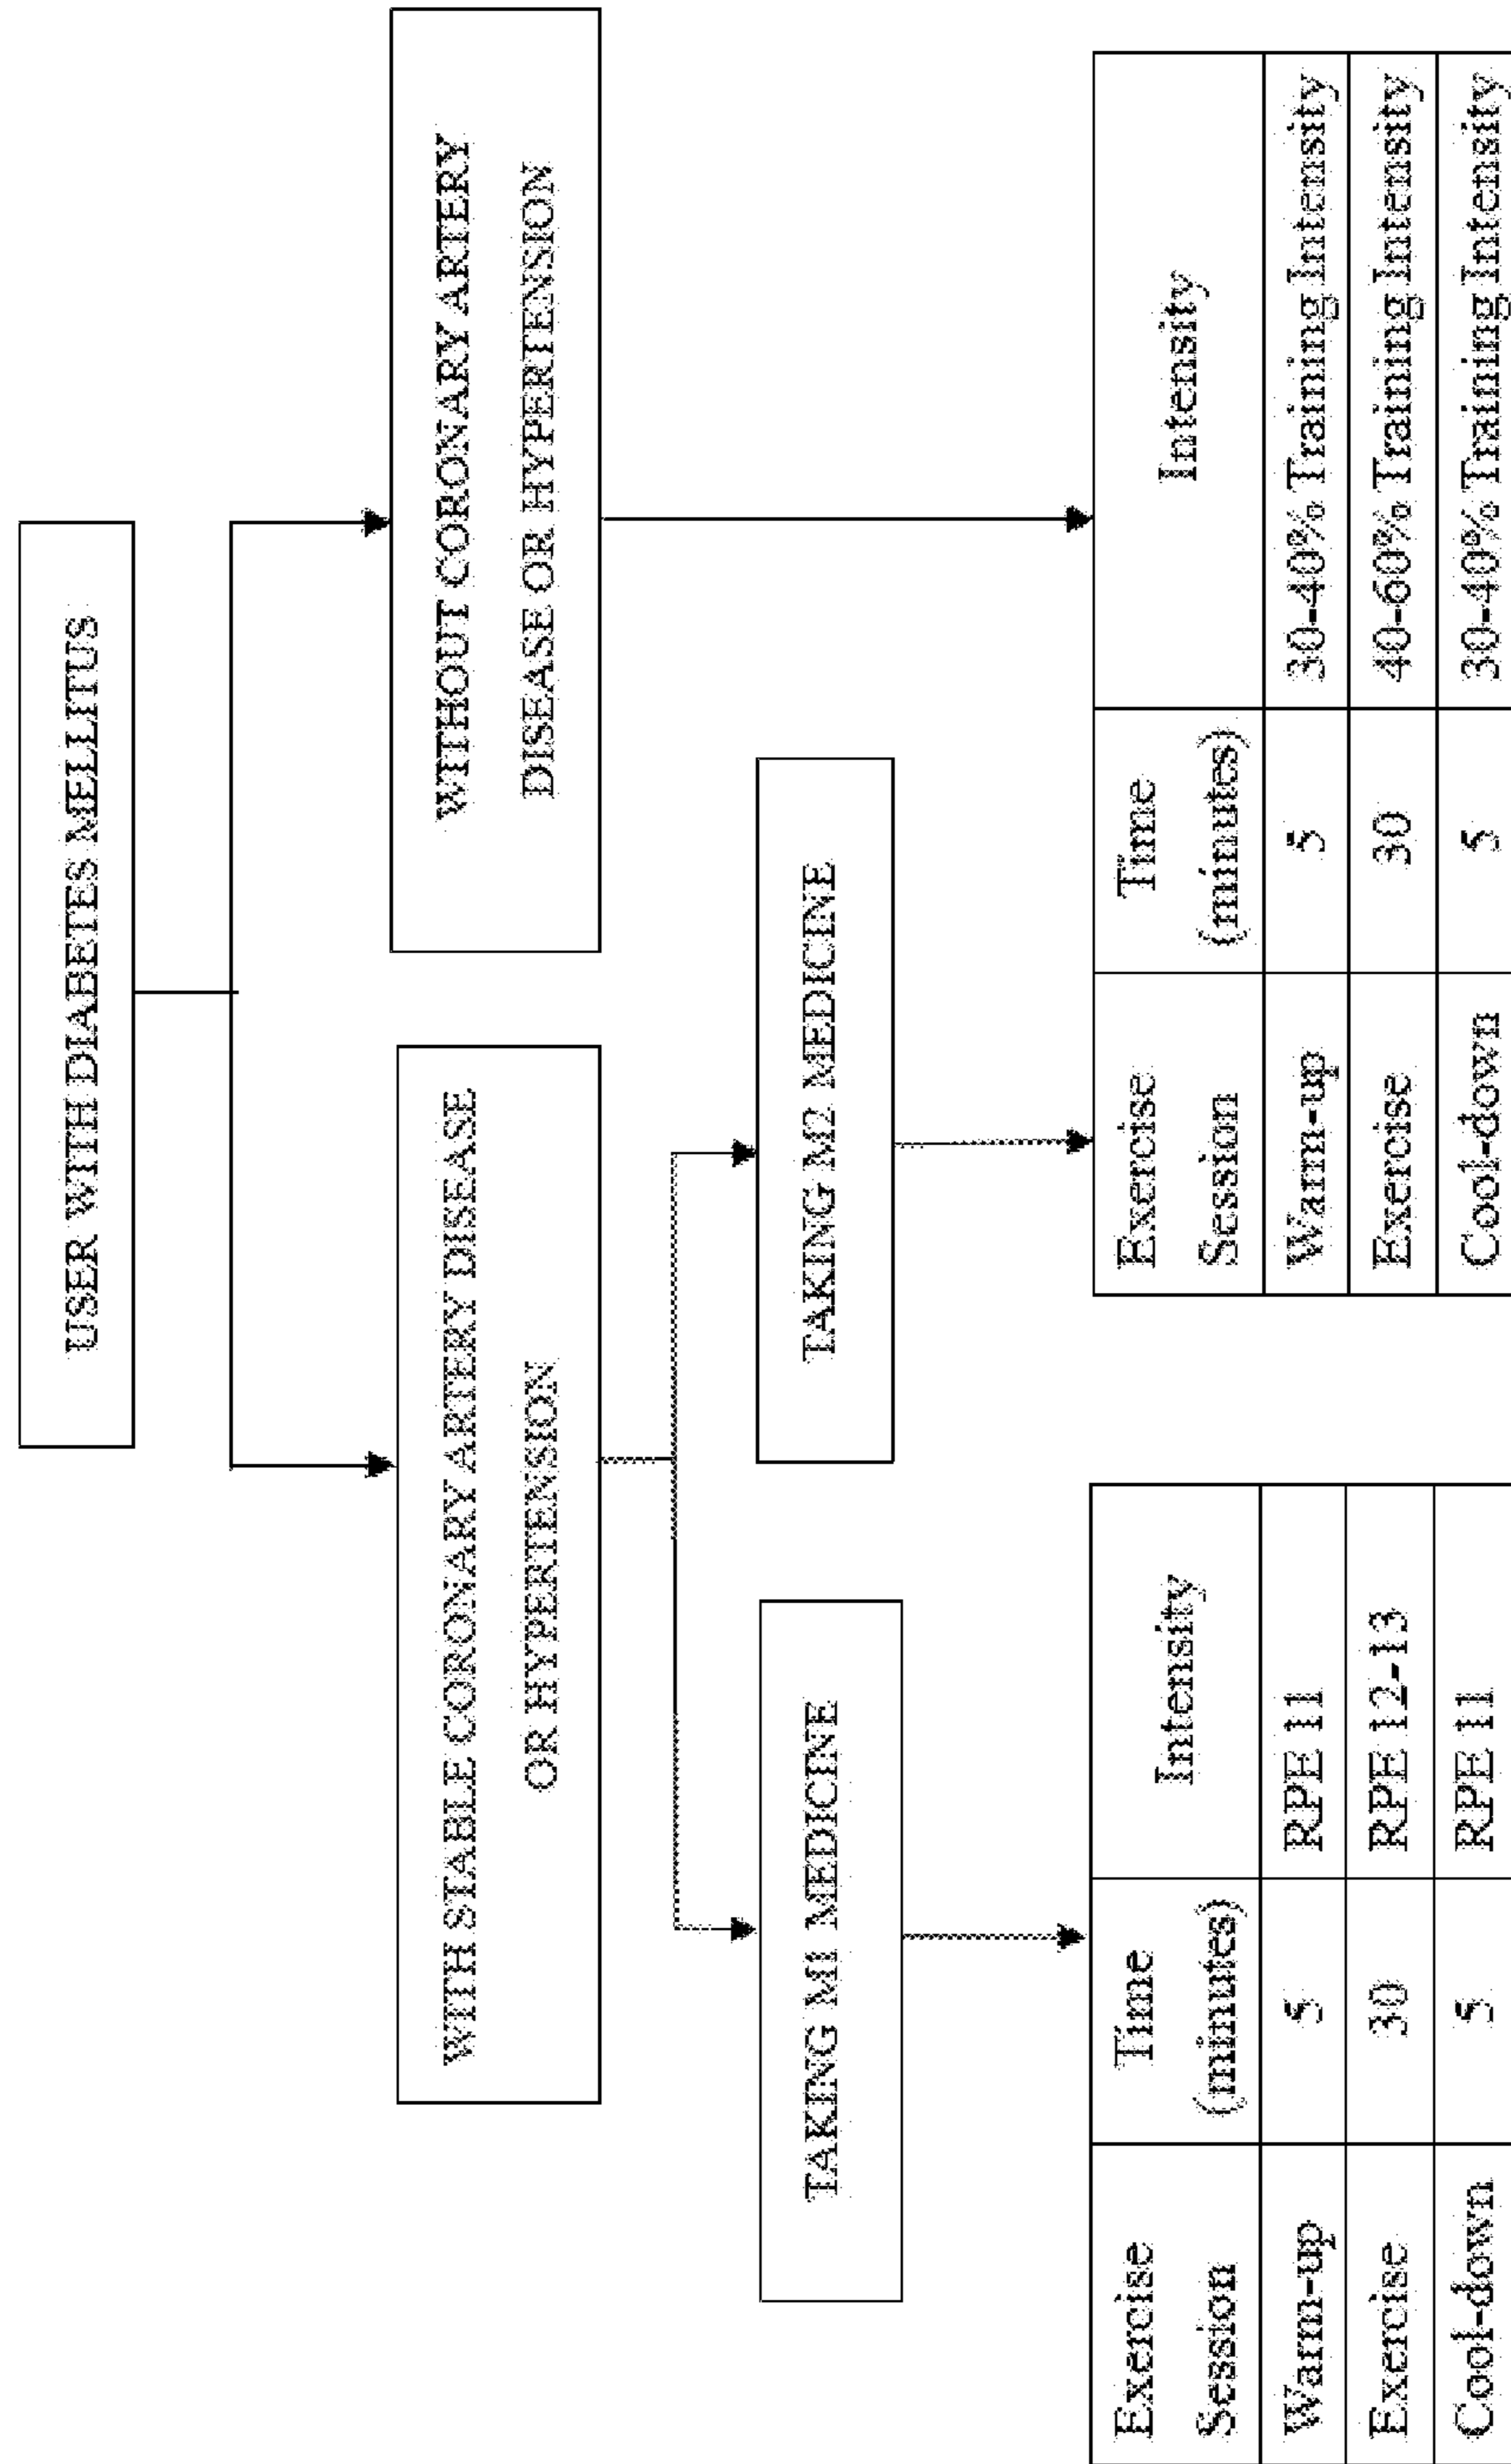 USER WITH DIABETES MELLITUS
WITH STABLE CORONARY ARTERY DISEASE
OR HYPERTENSION
WITHOUT CORONARY ARTERY
DISEASE OR HYPERTENSION
TAKING M1 MEDICINE
TAKING M2 MEDICINE
Exercise Session Time (minutes) Intensity
Warm-up 5 RPE 11
Exercise 30 RPE 12-13
Cool-down 5 RPE 11
Exercise Session Time (minutes) Intensity
Warm-up 5 30-40% Training Intensity
Exercise 30 40-60% Training Intensity
Cool-down 5 30-40% Training Intensity